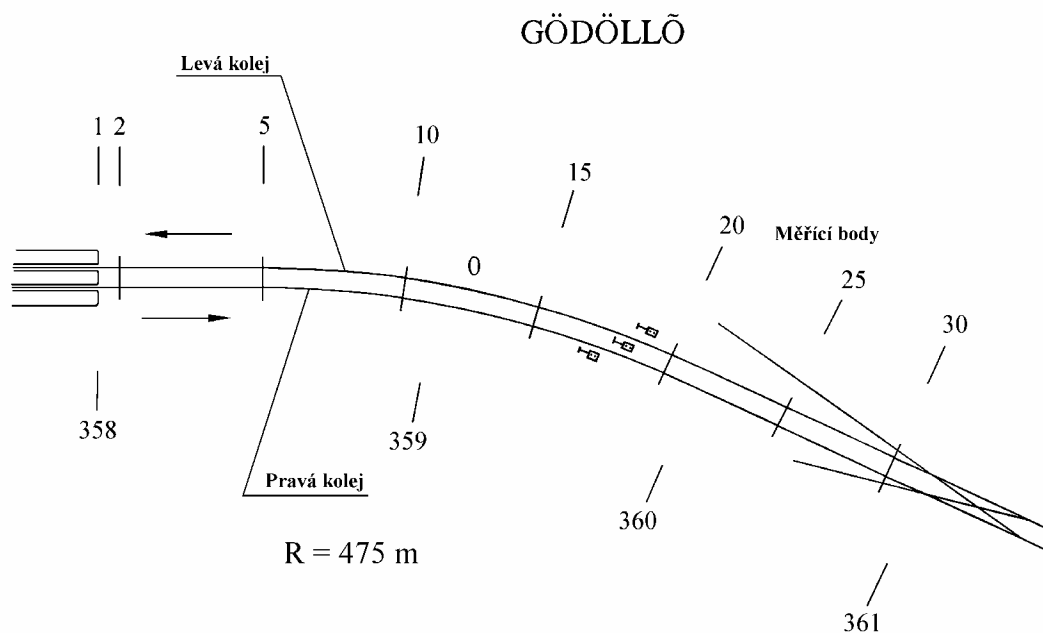 GÖDÖLLÕ
Levá kolej
1 2
5
10
15
20
Měřící body
25
30
0
358
359
360
361
Pravá kolej
R = 475 m